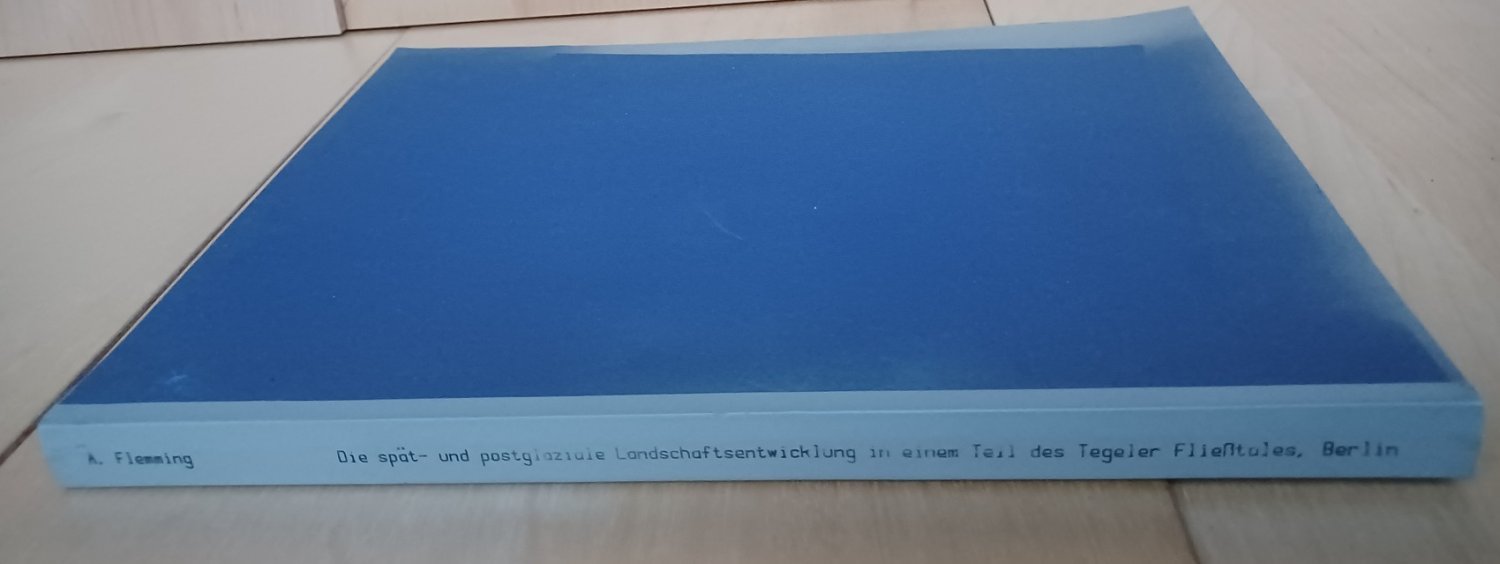 A. Flemming Die spät- und postglaziale Landschaftsentwicklung in einem Teil des Tegeler Fließtales, Berlin